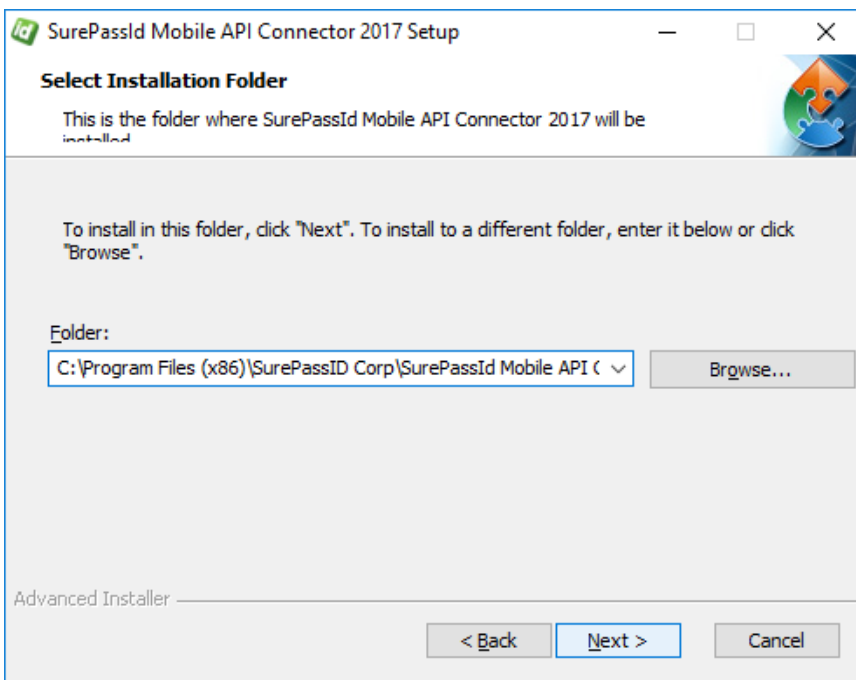 SurePassId Mobile API Connector 2017 Setup
Select Installation Folder
This is the folder where SurePassId Mobile API Connector 2017 will be
installed
To install in this folder, click "Next". To install to a different folder, enter it below or click
"Browse".
Folder:
C:\Program Files (x86)\SurePassID Corp\SurePassId Mobile API
Browse...
Advanced Installer
< Back
Next >
Cancel